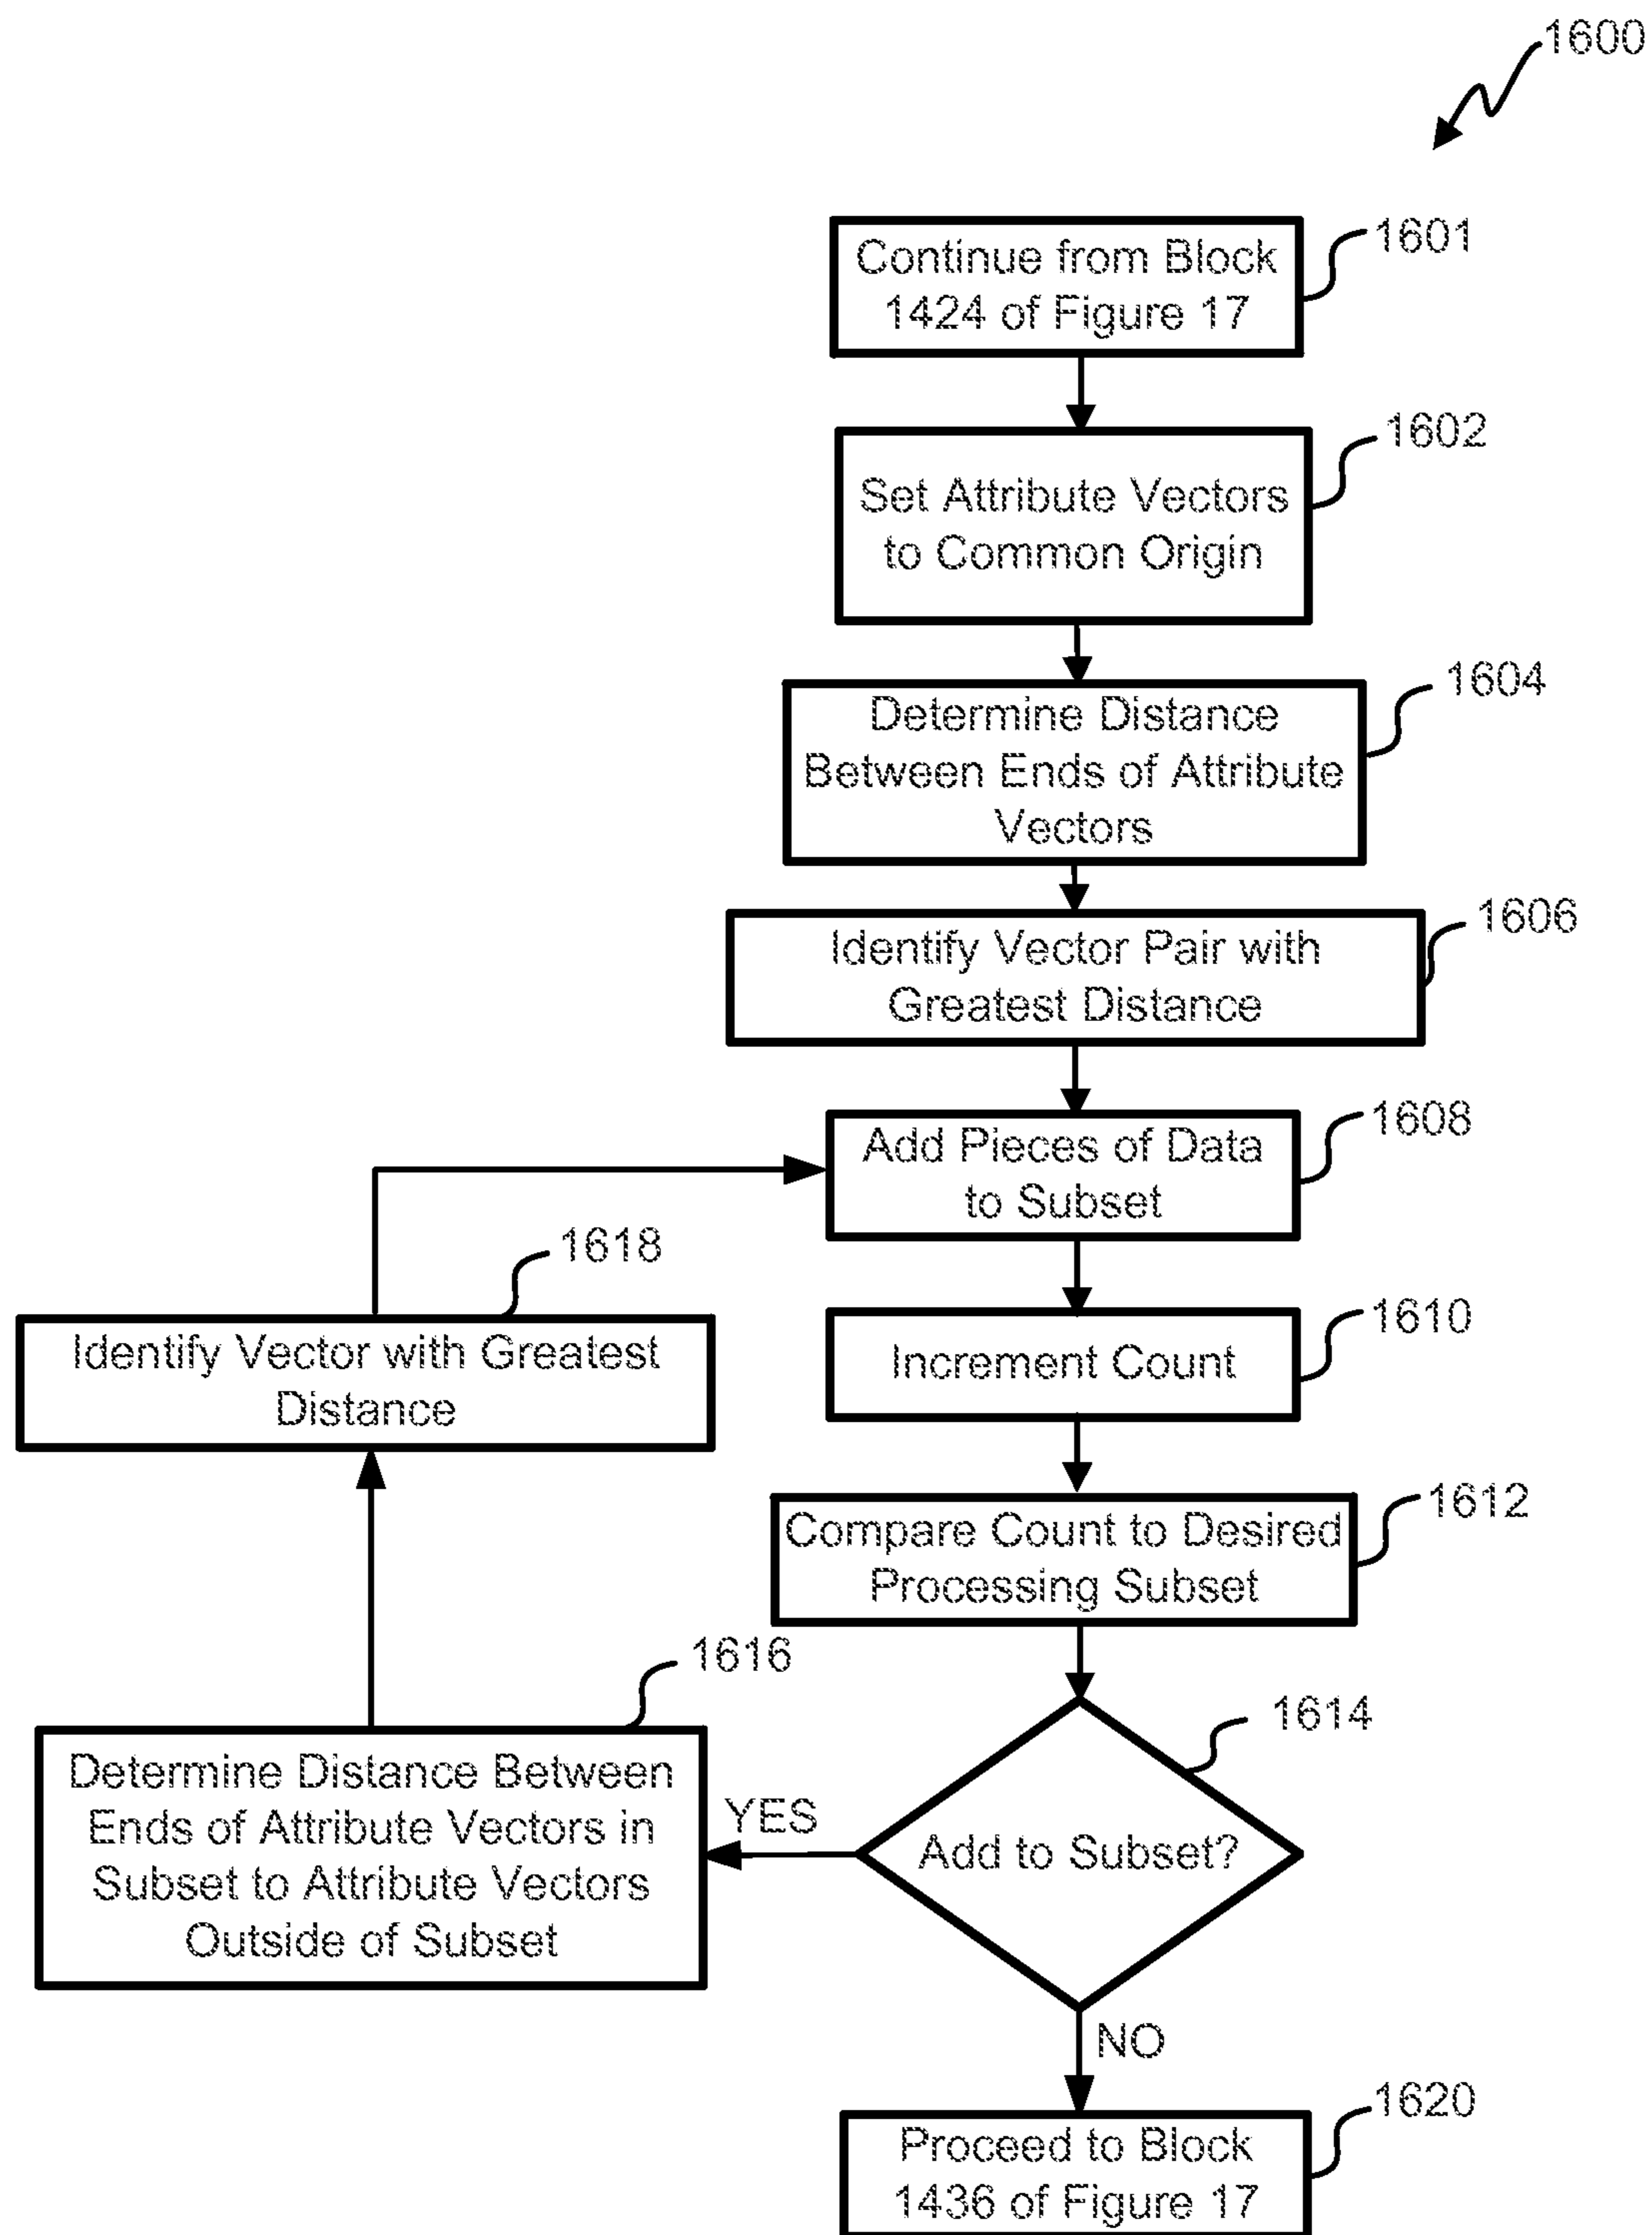 1600
Continue from Block
1424 of Figure 17
1601
Set Attribute Vectors
to Common Origin
1602
Determine Distance
Between Ends of Attribute
Vectors
1604
Identify Vector Pair with
Greatest Distance
1606
Add Pieces of Data
to Subset
1608
Identify Vector with Greatest
Distance
1618
Increment Count
1610
Compare Count to Desired
Processing Subset
1612
Determine Distance Between
Ends of Attribute Vectors in
Subset to Attribute Vectors
Outside of Subset
1616
YES
Add to Subset?
1614
NO
Proceed to Block
1436 of Figure 17
1620